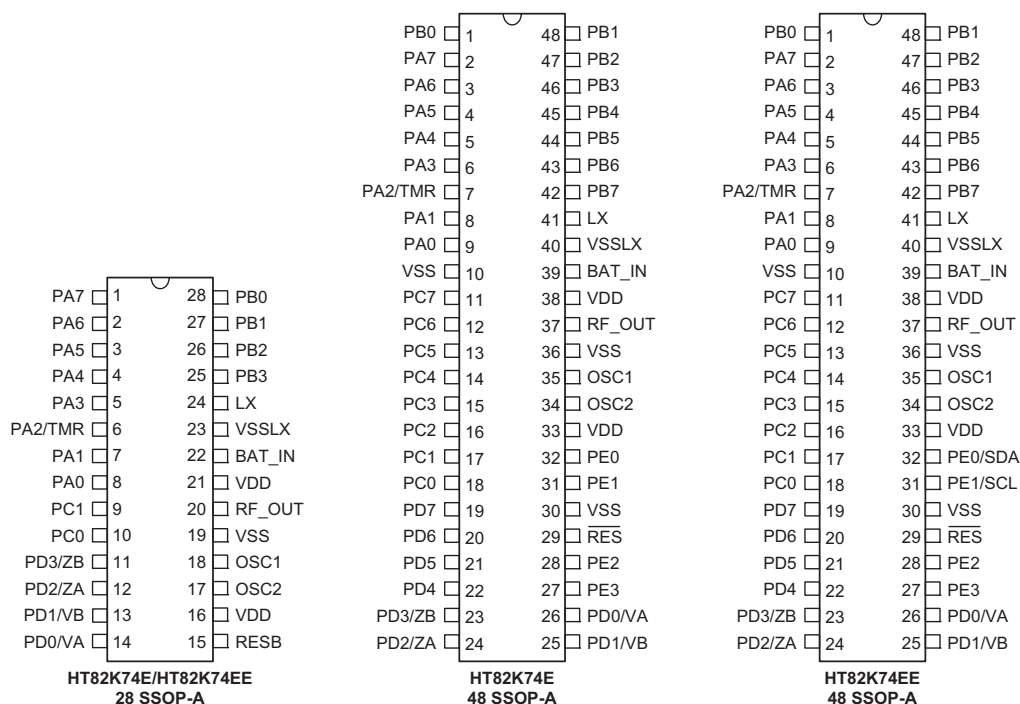 PA7 1 28 PB0
PA6 2 27 PB1
PA5 3 26 PB2
PA4 4 25 PB3
PA3 5 24 LX
PA2/TMR 6 23 VSSLX
PA1 7 22 BAT_IN
PA0 8 21 VDD
PC1 9 20 RF_OUT
PC0 10 19 VSS
PD3/ZB 11 18 OSC1
PD2/ZA 12 17 OSC2
PD1/VB 13 16 VDD
PD0/VA 14 15 RESB
HT82K74E/HT82K74EE
28 SSOP-A
PB0 1 48 PB1
PA7 2 47 PB2
PA6 3 46 PB3
PA5 4 45 PB4
PA4 5 44 PB5
PA3 6 43 PB6
PA2/TMR 7 42 PB7
PA1 8 41 LX
PA0 9 40 VSSLX
VSS 10 39 BAT_IN
PC7 11 38 VDD
PC6 12 37 RF_OUT
PC5 13 36 VSS
PC4 14 35 OSC1
PC3 15 34 OSC2
PC2 16 33 VDD
PC1 17 32 PE0
PC0 18 31 PE1
PD7 19 30 VSS
PD6 20 29 RES
PD5 21 28 PE2
PD4 22 27 PE3
PD3/ZB 23 26 PD0/VA
PD2/ZA 24 25 PD1/VB
HT82K74E
48 SSOP-A
PB0 1 48 PB1
PA7 2 47 PB2
PA6 3 46 PB3
PA5 4 45 PB4
PA4 5 44 PB5
PA3 6 43 PB6
PA2/TMR 7 42 PB7
PA1 8 41 LX
PA0 9 40 VSSLX
VSS 10 39 BAT_IN
PC7 11 38 VDD
PC6 12 37 RF_OUT
PC5 13 36 VSS
PC4 14 35 OSC1
PC3 15 34 OSC2
PC2 16 33 VDD
PC1 17 32 PE0/SDA
PC0 18 31 PE1/SCL
PD7 19 30 VSS
PD6 20 29 RES
PD5 21 28 PE2
PD4 22 27 PE3
PD3/ZB 23 26 PD0/VA
PD2/ZA 24 25 PD1/VB
HT82K74EE
48 SSOP-A